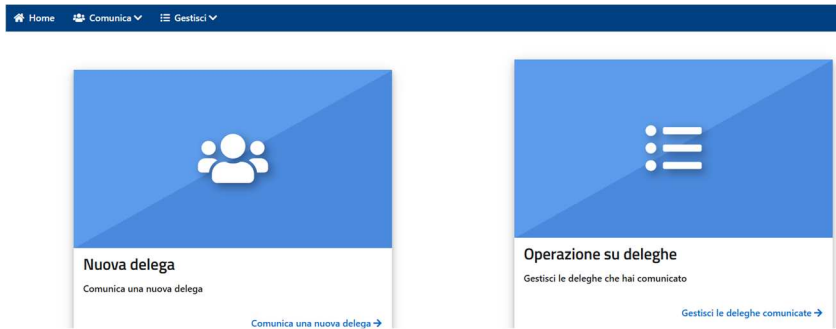 Home Comunica Gestisci
Nuova delega
Comunica una nuova delega
Comunica una nuova delega →
Operazione su deleghe
Gestisci le deleghe che hai comunicato
Gestisci le deleghe comunicate →